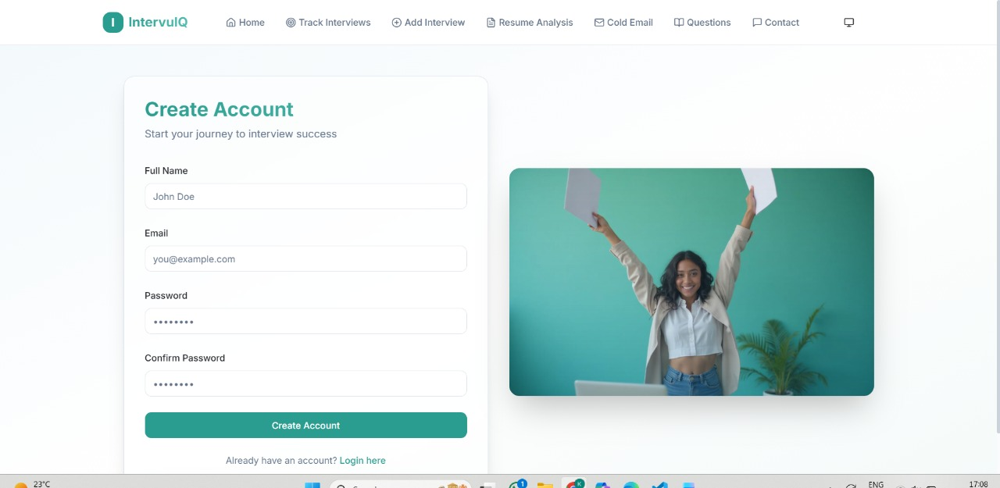 I IntervuIQ Home Track Interviews Add Interview Resume Analysis Cold Email Questions Contact
Create Account
Start your journey to interview success
Full Name
John Doe
Email
you@example.com
Password
••••••••
Confirm Password
••••••••
Create Account
Already have an account? Login here
23°C
1
K
ENG
17:08